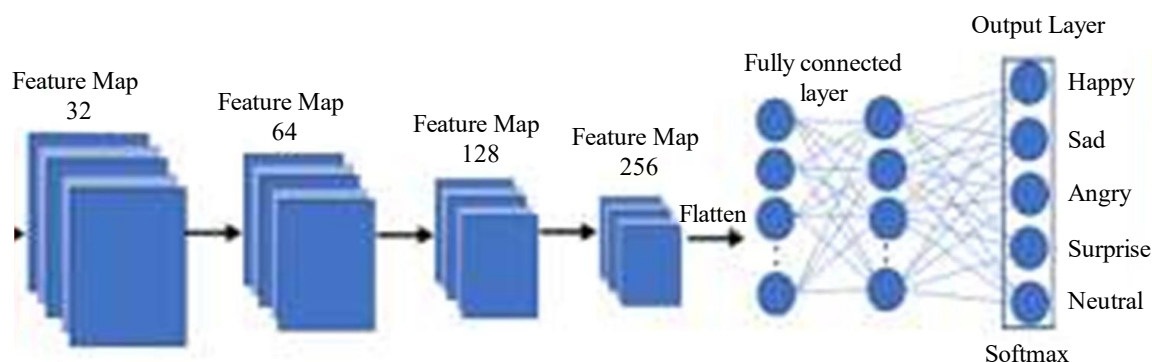 Output Layer
Feature Map
32
Feature Map
64
Feature Map
128
Feature Map
256
Flatten
Fully connected
layer
Happy
Sad
Angry
Surprise
Neutral
Softmax